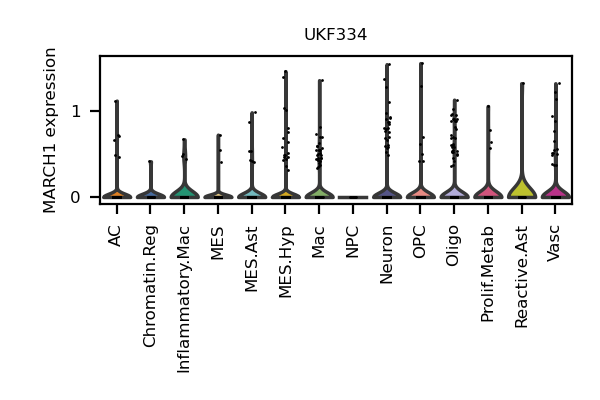 UKF334
MARCH1 expression
1
0
AC
Chromatin.Reg
Inflammatory.Mac
MES
MES.Ast
MES.Hyp
Mac
NPC
Neuron
OPC
Oligo
Prolif.Metab
Reactive.Ast
Vasc